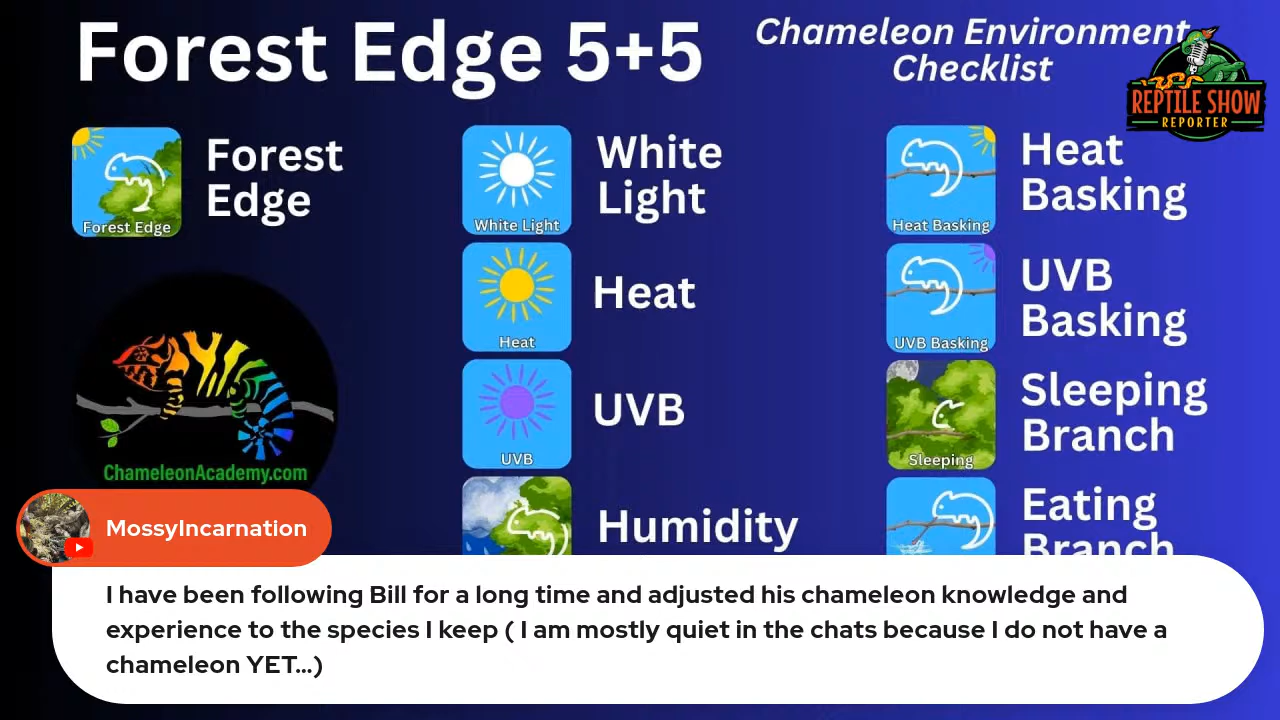 Forest Edge 5+5
Chameleon Environment
Checklist
REPTILE SHOW
REPORTER
Forest
Edge
Forest Edge
White
Light
White Light
Heat
Basking
Heat Basking
Heat
Heat
UVB
Basking
UVB Basking
UVB
UVB
Sleeping
Branch
Sleeping
Humidity
Eating
Branch
ChameleonAcademy.com
MossyIncarnation
I have been following Bill for a long time and adjusted his chameleon knowledge and
experience to the species I keep ( I am mostly quiet in the chats because I do not have a
chameleon YET...)